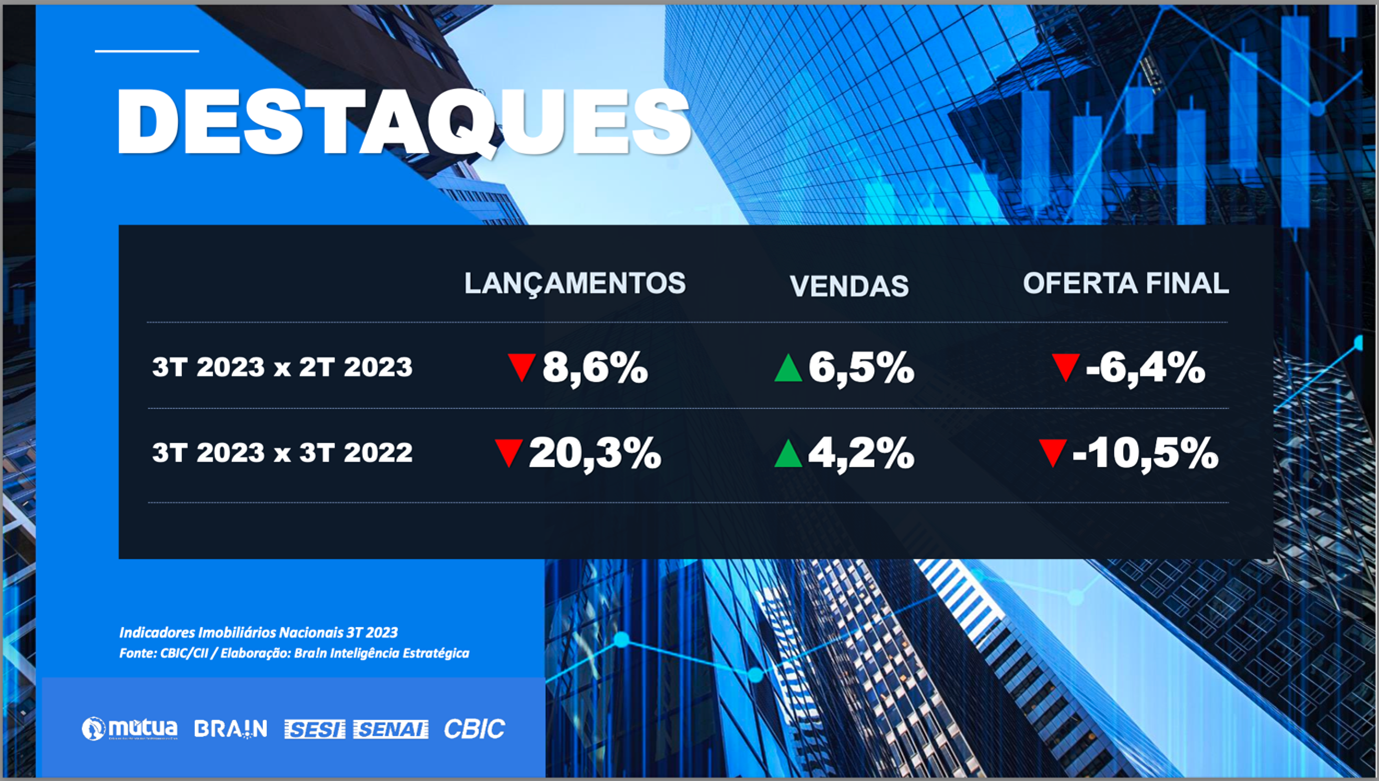 DESTAQUES
LANÇAMENTOS VENDAS OFERTA FINAL
3T 2023 x 2T 2023 ▼8,6% ▲6,5% ▼-6,4%
3T 2023 x 3T 2022 ▼20,3% ▲4,2% ▼-10,5%
Indicadores Imobiliários Nacionais 3T 2023
Fonte: CBIC/CII / Elaboração: Bra!n Inteligência Estratégica
mútua BRA!N SESI SENAI CBIC